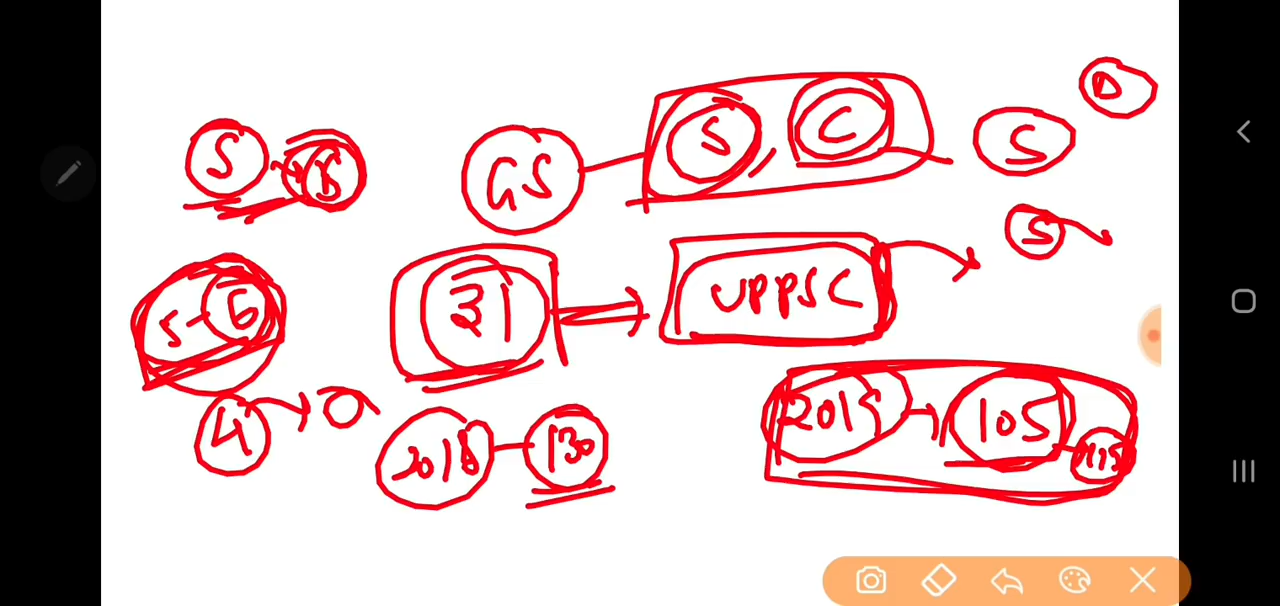 D
S
GS S C S
S
5-6 31 UPPSC
4
2018 - 130
2015 105 115